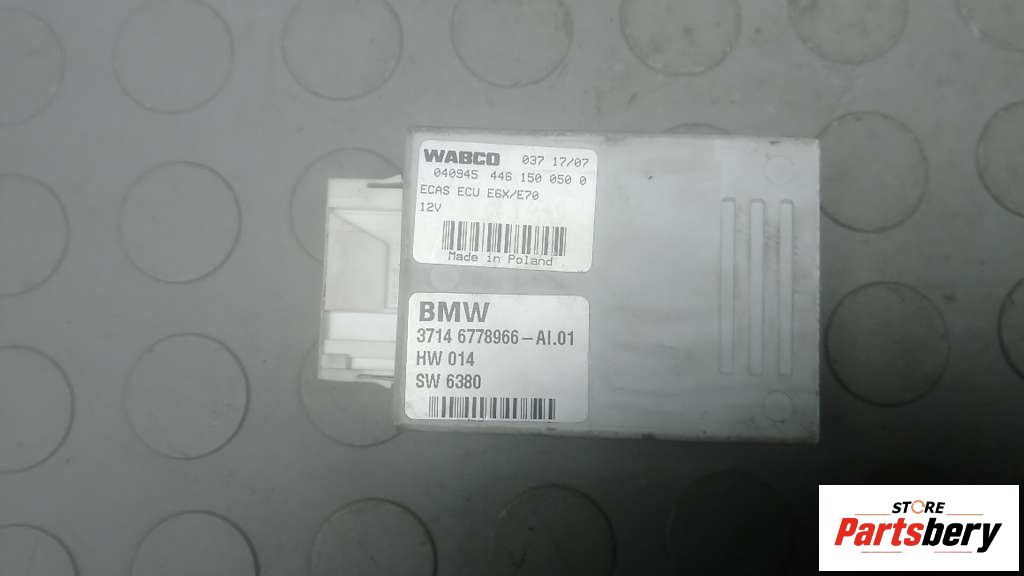 WABCO 037 17/07
040945 446 150 050 0
ECAS ECU E6X/E70
12V
Made in Poland
BMW
3714 6778966-AI.01
HW 014
SW 6380
STORE
Partsbery